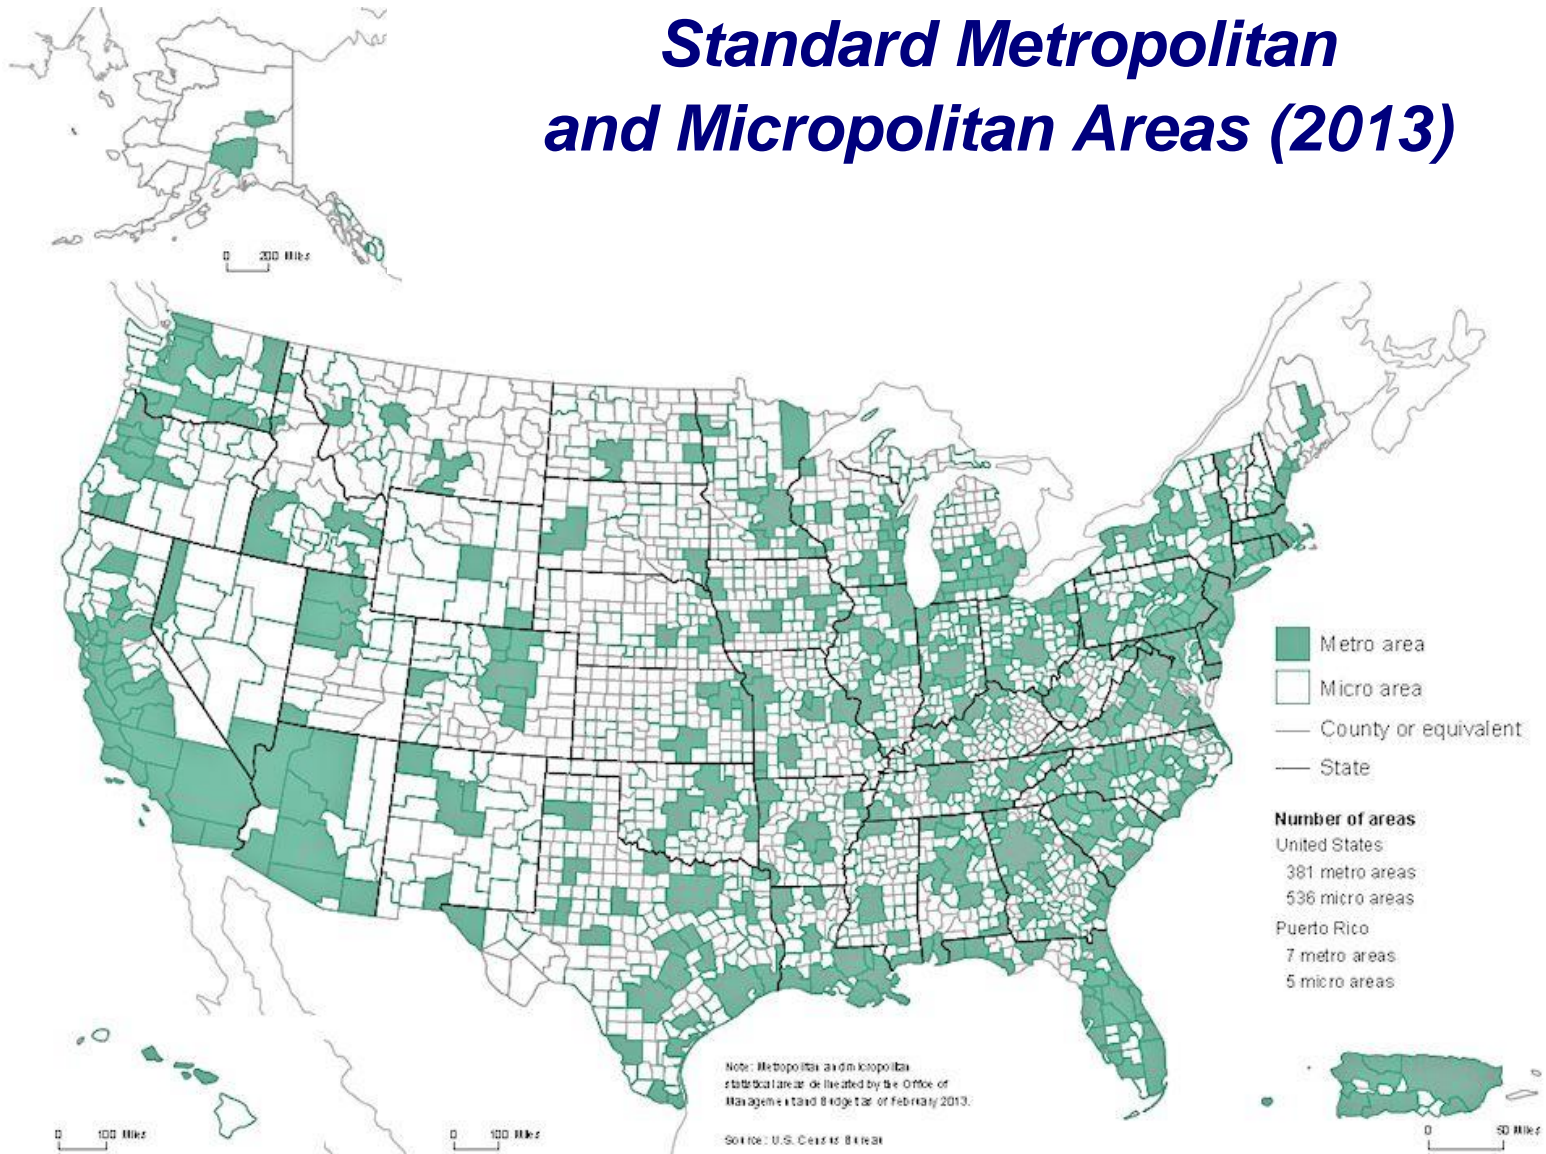 Standard Metropolitan
and Micropolitan Areas (2013)
0 200 Miles
Metro area
Micro area
County or equivalent
State
Number of areas
United States
381 metro areas
536 micro areas
Puerto Rico
7 metro areas
5 micro areas
Note: Metropolitan and micropolitan
statistical areas delineated by the Office of
Management and Budget as of February 2013.
Source: U.S. Census Bureau
0 100 Miles
0 100 Miles
0 50 Miles